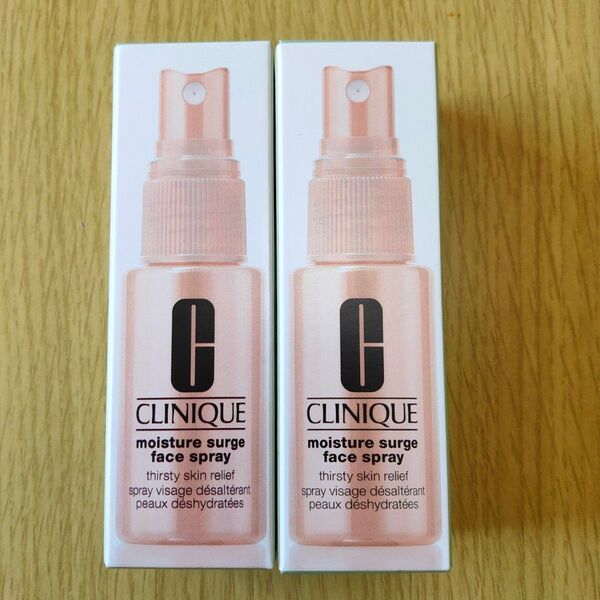 C
CLINIQUE
moisture surge
face spray
thirsty skin relief
spray visage désaltérant
peaux déshydratées
C
CLINIQUE
moisture surge
face spray
thirsty skin relief
spray visage désaltérant
peaux déshydratées